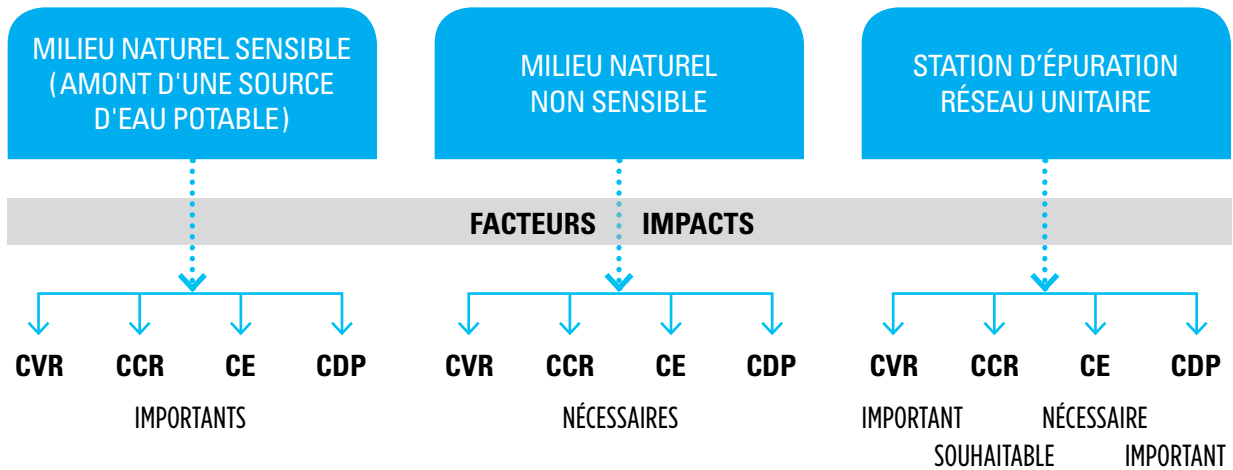 MILIEU NATUREL SENSIBLE
(AMONT D'UNE SOURCE
D'EAU POTABLE)
MILIEU NATUREL
NON SENSIBLE
STATION D'ÉPURATION
RÉSEAU UNITAIRE
FACTEURS IMPACTS
CVR CCR CE CDP
IMPORTANTS
CVR CCR CE CDP
NÉCESSAIRES
CVR CCR CE CDP
IMPORTANT NÉCESSAIRE
SOUHAITABLE IMPORTANT